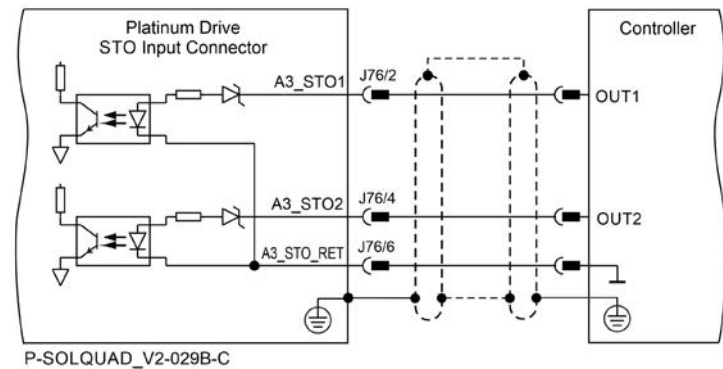 Platinum Drive
STO Input Connector
Controller
A3_STO1
J76/2
OUT1
A3_STO2
J76/4
OUT2
A3_STO_RET
J76/6
P-SOLQUAD_V2-029B-C